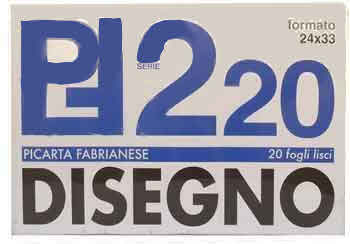 formato
24x33
PF 2 20
SERIE
PICARTA FABRIANESE 20 fogli lisci
DISEGNO